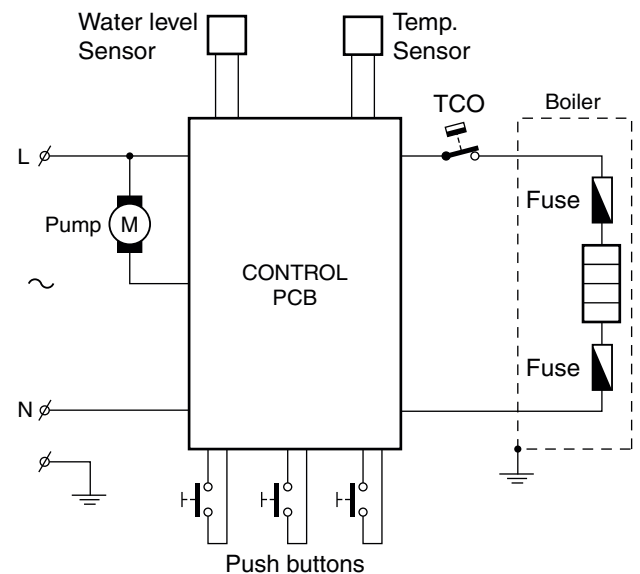 Water level
Sensor
Temp.
Sensor
TCO
Boiler
L
Fuse
Pump
M
CONTROL
PCB
Fuse
N
Push buttons